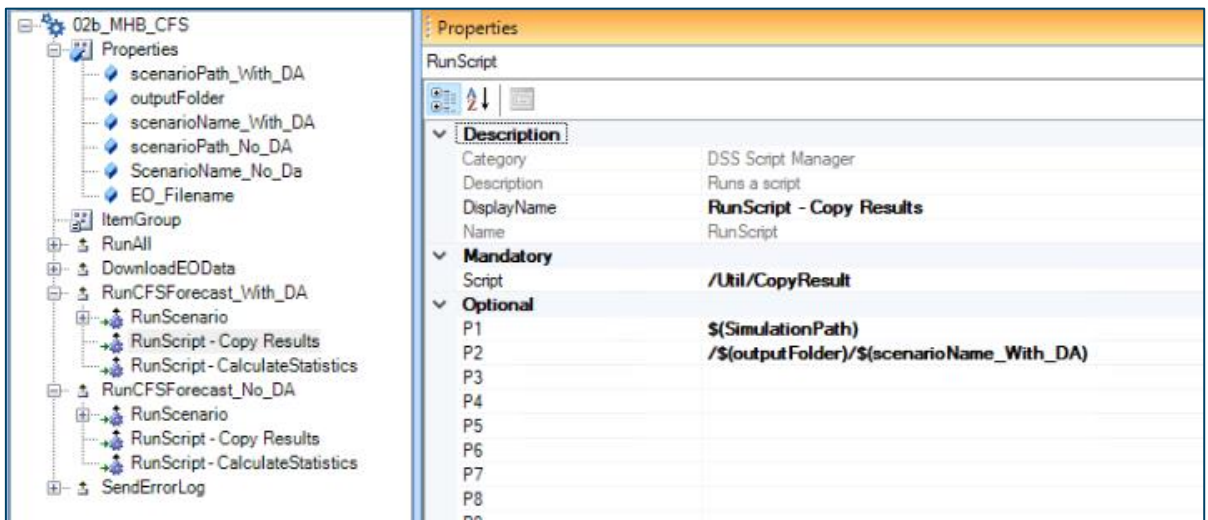 02b_MHB_CFS
Properties
scenarioPath_With_DA
outputFolder
scenarioName_With_DA
scenarioPath_No_DA
ScenarioName_No_Da
EO_Filename
ItemGroup
RunAll
DownloadEOData
RunCFSForecast_With_DA
RunScenario
RunScript - Copy Results
RunScript - CalculateStatistics
RunCFSForecast_No_DA
RunScenario
RunScript - Copy Results
RunScript - CalculateStatistics
SendErrorLog
Properties
RunScript
Description
Category DSS Script Manager
Description Runs a script
DisplayName RunScript - Copy Results
Name RunScript
Mandatory
Script /Util/CopyResult
Optional
P1 $(SimulationPath)
P2 /$(outputFolder)/$(scenarioName_With_DA)
P3
P4
P5
P6
P7
P8